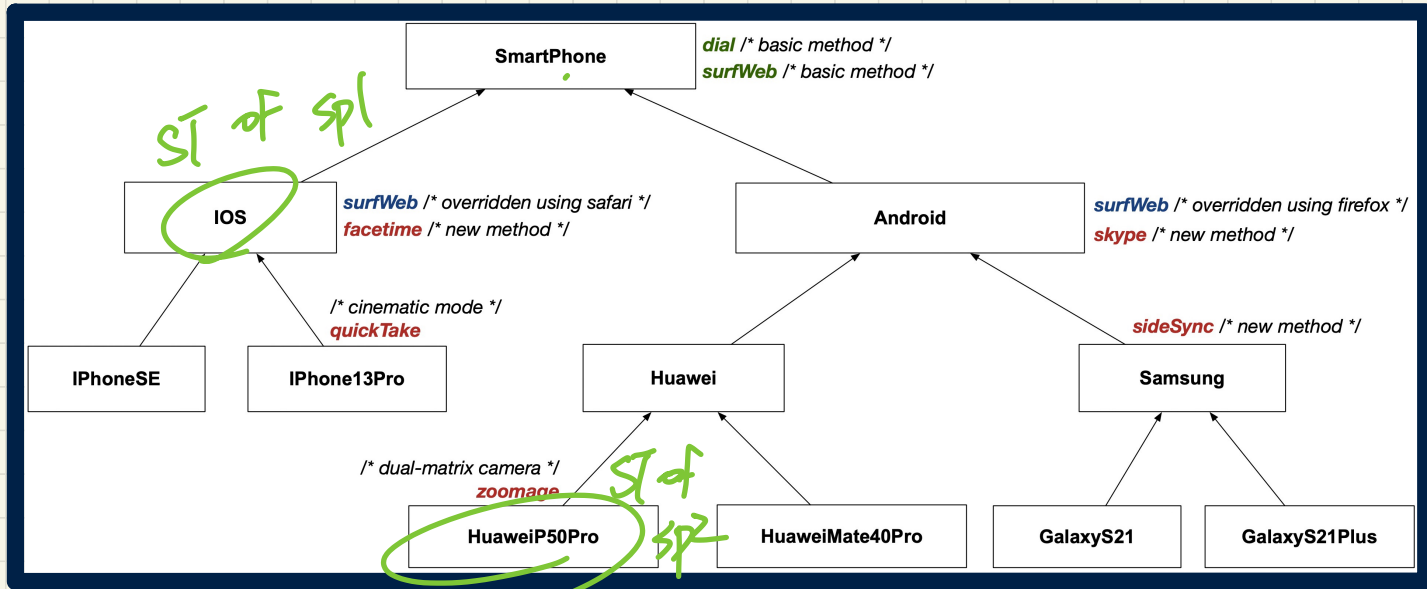 SmartPhone
dial /* basic method */
surfWeb /* basic method */
ST of sp1
IOS
surfWeb /* overridden using safari */
facetime /* new method */
Android
surfWeb /* overridden using firefox */
skype /* new method */
/* cinematic mode */
quickTake
sideSync /* new method */
IPhoneSE
IPhone13Pro
Huawei
Samsung
/* dual-matrix camera */
zoomage
ST of
sp2
HuaweiP50Pro
HuaweiMate40Pro
GalaxyS21
GalaxyS21Plus